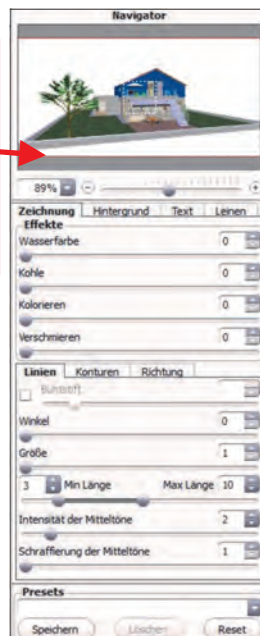 Navigator
89%
Zeichnung Hintergrund Text Leinen
Effekte
Wasserfarbe 0
Kohle 0
Kolorieren 0
Verschmieren 0
Linien Konturen Richtung
Buntstift
Winkel 0
Größe 1
3 Min Länge Max Länge 10
Intensität der Mitteltöne 2
Schraffierung der Mitteltöne 1
Presets
Speichern Löschen Reset